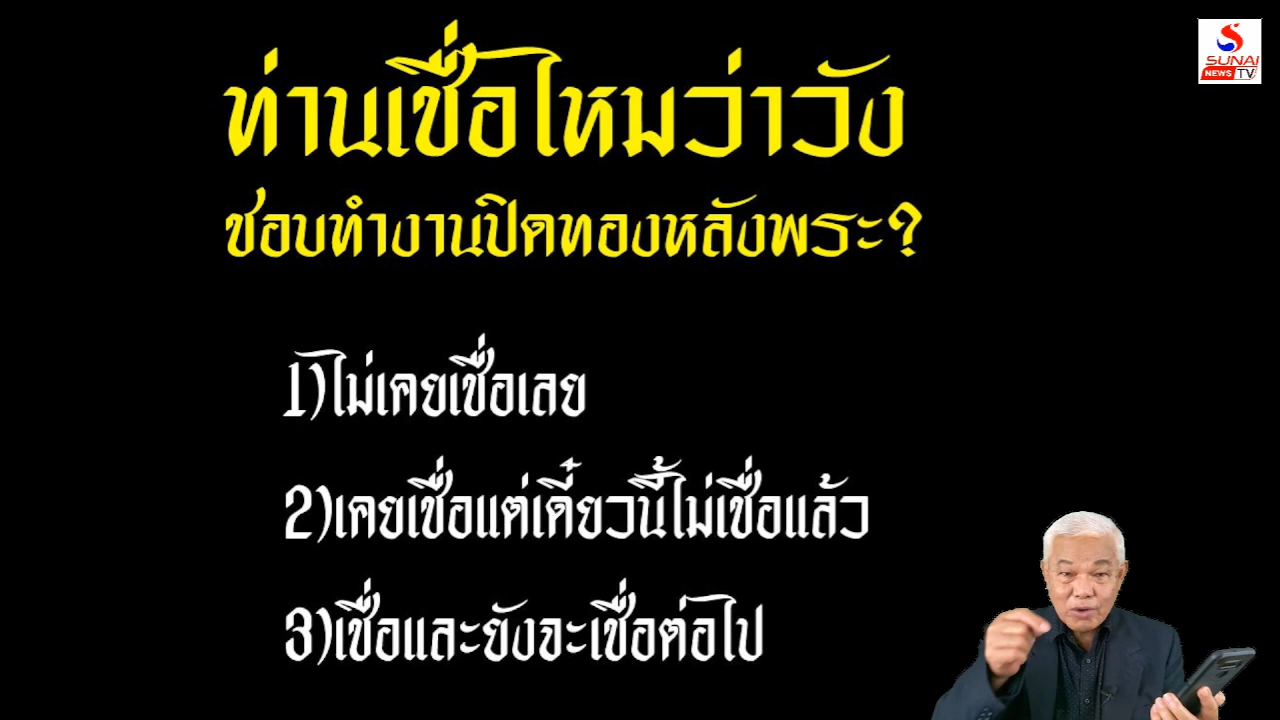 ท่านเชื่อไหมว่าวัง
ชอบทำงานปิดทองหลังพระ?
1)ไม่เคยเชื่อเลย
2)เคยเชื่อแต่เดี๋ยวนี้ไม่เชื่อแล้ว
3)เชื่อและยังจะเชื่อต่อไป
SUNAI
NEWS TV